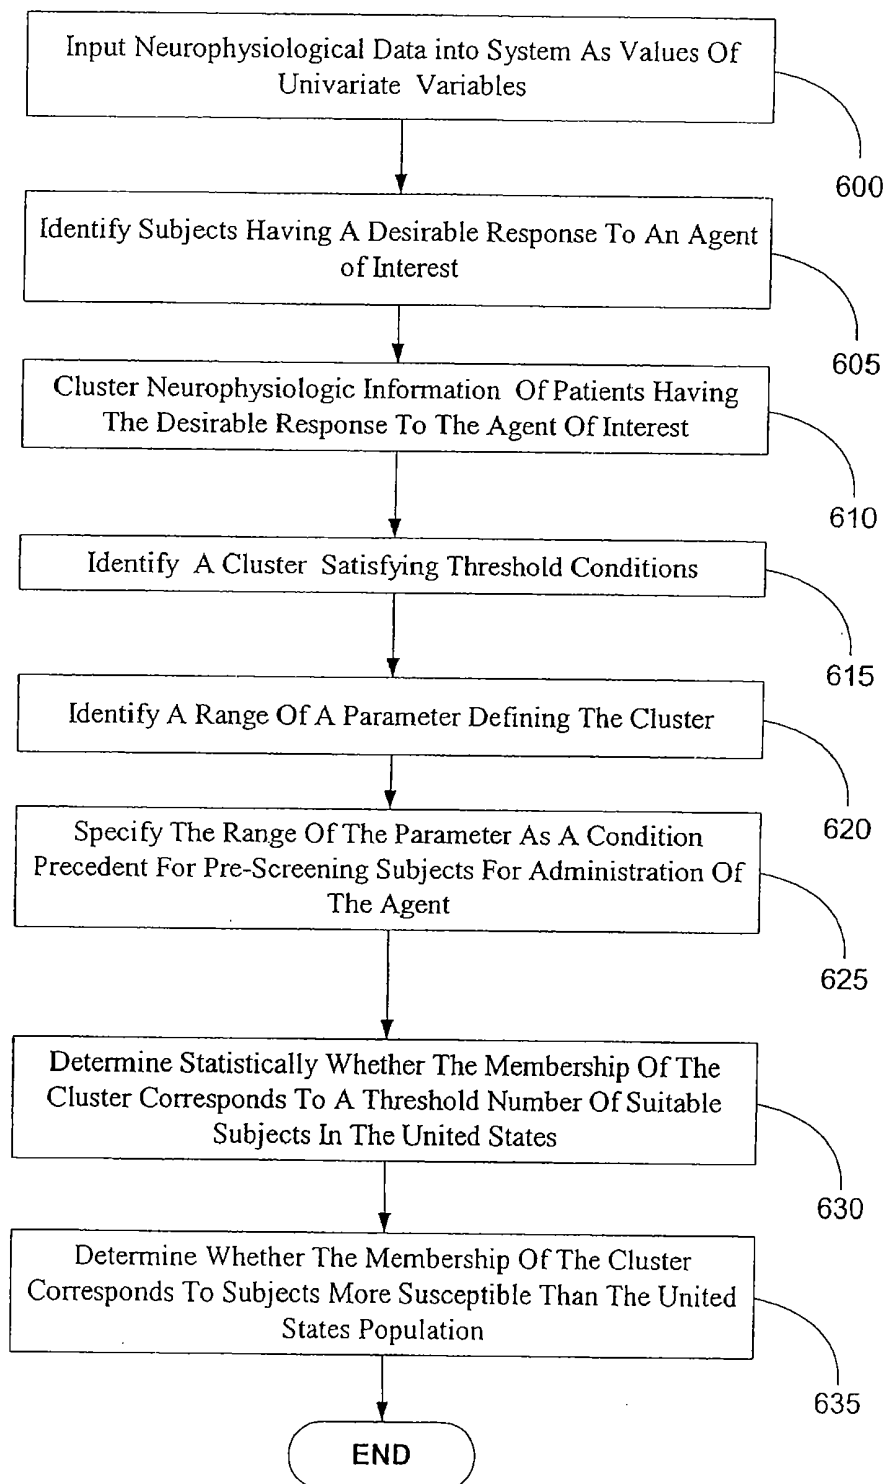 Input Neurophysiological Data into System As Values Of
Univariate Variables
600
Identify Subjects Having A Desirable Response To An Agent
of Interest
605
Cluster Neurophysiologic Information Of Patients Having
The Desirable Response To The Agent Of Interest
610
Identify A Cluster Satisfying Threshold Conditions
615
Identify A Range Of A Parameter Defining The Cluster
620
Specify The Range Of The Parameter As A Condition
Precedent For Pre-Screening Subjects For Administration Of
The Agent
625
Determine Statistically Whether The Membership Of The
Cluster Corresponds To A Threshold Number Of Suitable
Subjects In The United States
630
Determine Whether The Membership Of The Cluster
Corresponds To Subjects More Susceptible Than The United
States Population
635
END